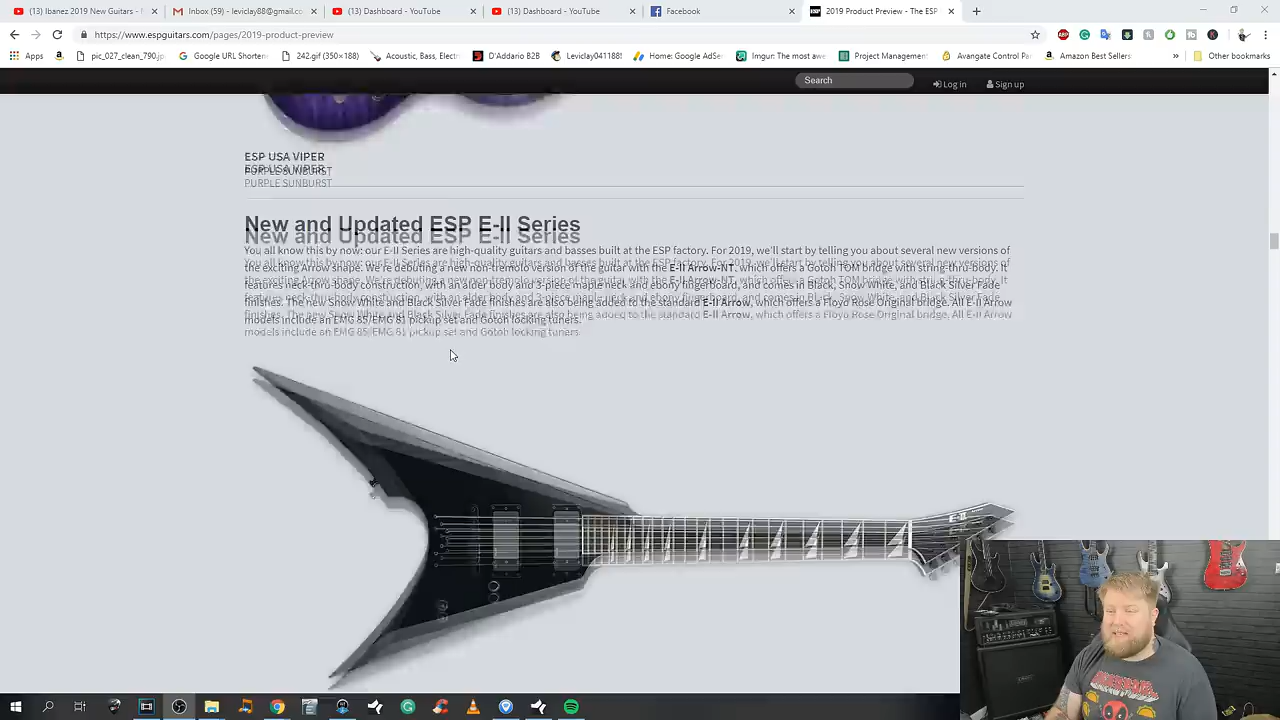 (13) Ibanez 2019 New Guitars -
Inbox (59) - leviclay88@gmail.co
(13) Dashboard - YouTube
(13) Dashboard - YouTube
Facebook
2019 Product Preview - The ESP
https://www.espguitars.com/pages/2019-product-preview
Apps
pic_027_clean_790.jp
Google URL Shorten
242.gif (350×188)
Acoustic, Bass, Electr
D'Addario B2B
Leviclay041188
Home: Google AdSe
Imgur: The most awe
Project Management
Avangate Control Pa
Amazon Best Sellers
Other bookmarks
Search
Log in
Sign up
ESP USA VIPER
PURPLE SUNBURST
New and Updated ESP E-II Series
You all know this by now: our E-II Series are high-quality guitars and basses built at the ESP factory. For 2019, we'll start by telling you about several new versions of
the exciting Arrow shape. We're debuting a new non-tremolo version of the guitar with the E-II Arrow-NT, which offers a Gotoh TOM bridge with string-thru-body. It
features neck-thru-body construction, with an alder body and 3-piece maple neck and ebony fingerboard, and comes in Black, Snow White, and Black Silver Fade
finishes. The new Snow White and Black Silver Fade finishes are also being added to the standard E-II Arrow, which offers a Floyd Rose Original bridge. All E-II Arrow
models include an EMG 85/EMG 81 pickup set and Gotoh locking tuners.
E-II